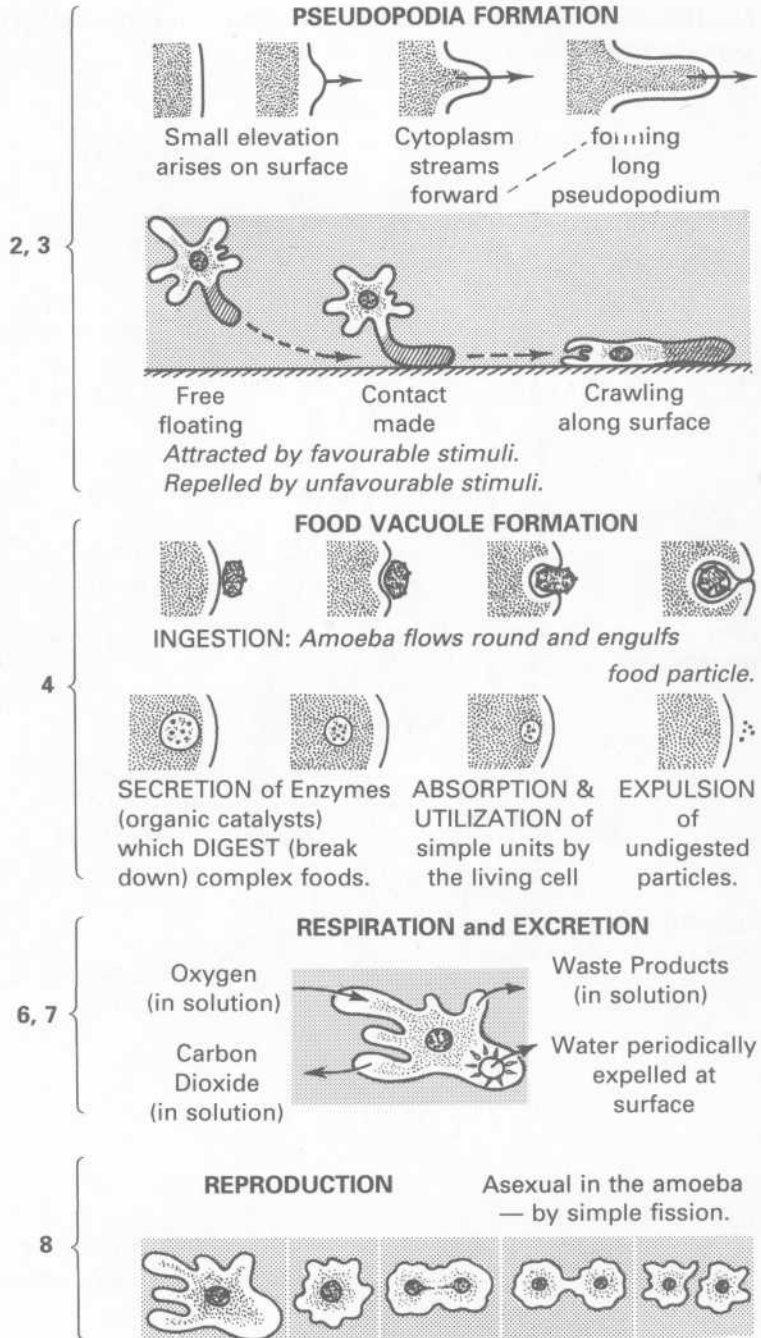 PSEUDOPODIA FORMATION
Small elevation
arises on surface
Cytoplasm
streams
forward
forming
long
pseudopodium
2, 3
Free
floating
Contact
made
Crawling
along surface
Attracted by favourable stimuli.
Repelled by unfavourable stimuli.
FOOD VACUOLE FORMATION
INGESTION: Amoeba flows round and engulfs
food particle.
4
SECRETION of Enzymes
(organic catalysts)
which DIGEST (break
down) complex foods.
ABSORPTION &
UTILIZATION of
simple units by
the living cell
EXPULSION
of
undigested
particles.
RESPIRATION and EXCRETION
6, 7
Oxygen
(in solution)
Carbon
Dioxide
(in solution)
Waste Products
(in solution)
Water periodically
expelled at
surface
REPRODUCTION
Asexual in the amoeba
— by simple fission.
8